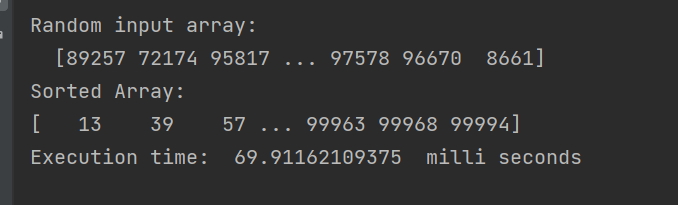 Random input array:
[89257 72174 95817 ... 97578 96670  8661]
Sorted Array:
[   13    39    57 ... 99963 99968 99994]
Execution time:  69.91162109375  milli seconds